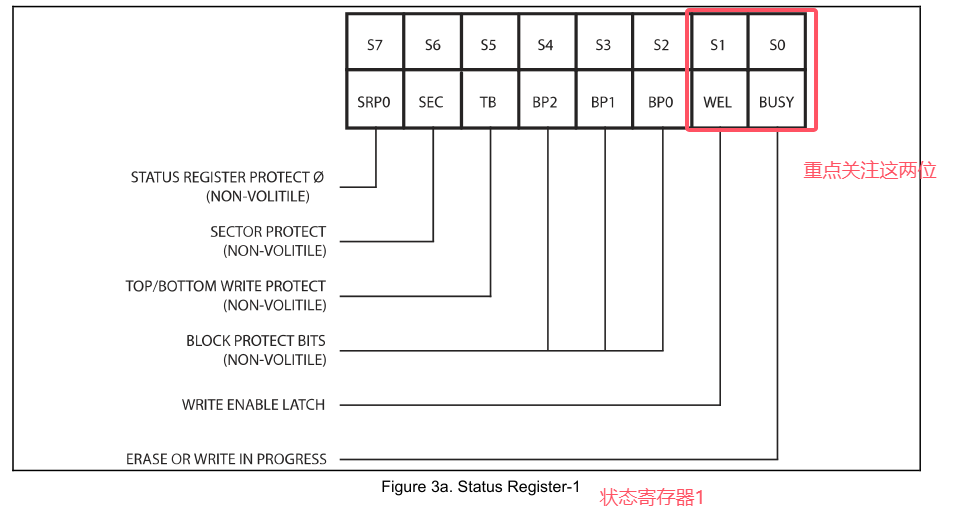 S7 S6 S5 S4 S3 S2 S1 S0
SRP0 SEC TB BP2 BP1 BP0 WEL BUSY
重点关注这两位
STATUS REGISTER PROTECT Ø
(NON-VOLITILE)
SECTOR PROTECT
(NON-VOLITILE)
TOP/BOTTOM WRITE PROTECT
(NON-VOLITILE)
BLOCK PROTECT BITS
(NON-VOLITILE)
WRITE ENABLE LATCH
ERASE OR WRITE IN PROGRESS
Figure 3a. Status Register-1
状态寄存器1